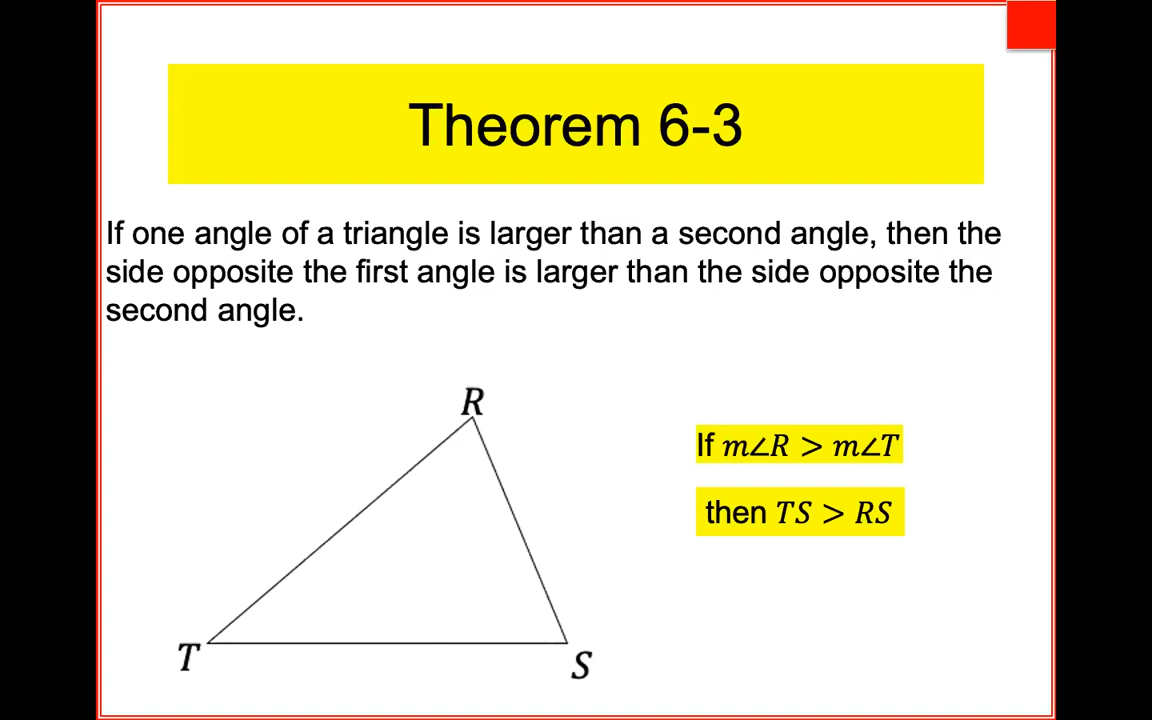 Theorem 6-3
If one angle of a triangle is larger than a second angle, then the
side opposite the first angle is larger than the side opposite the
second angle.
R
If m∠R > m∠T
then TS > RS
T
S